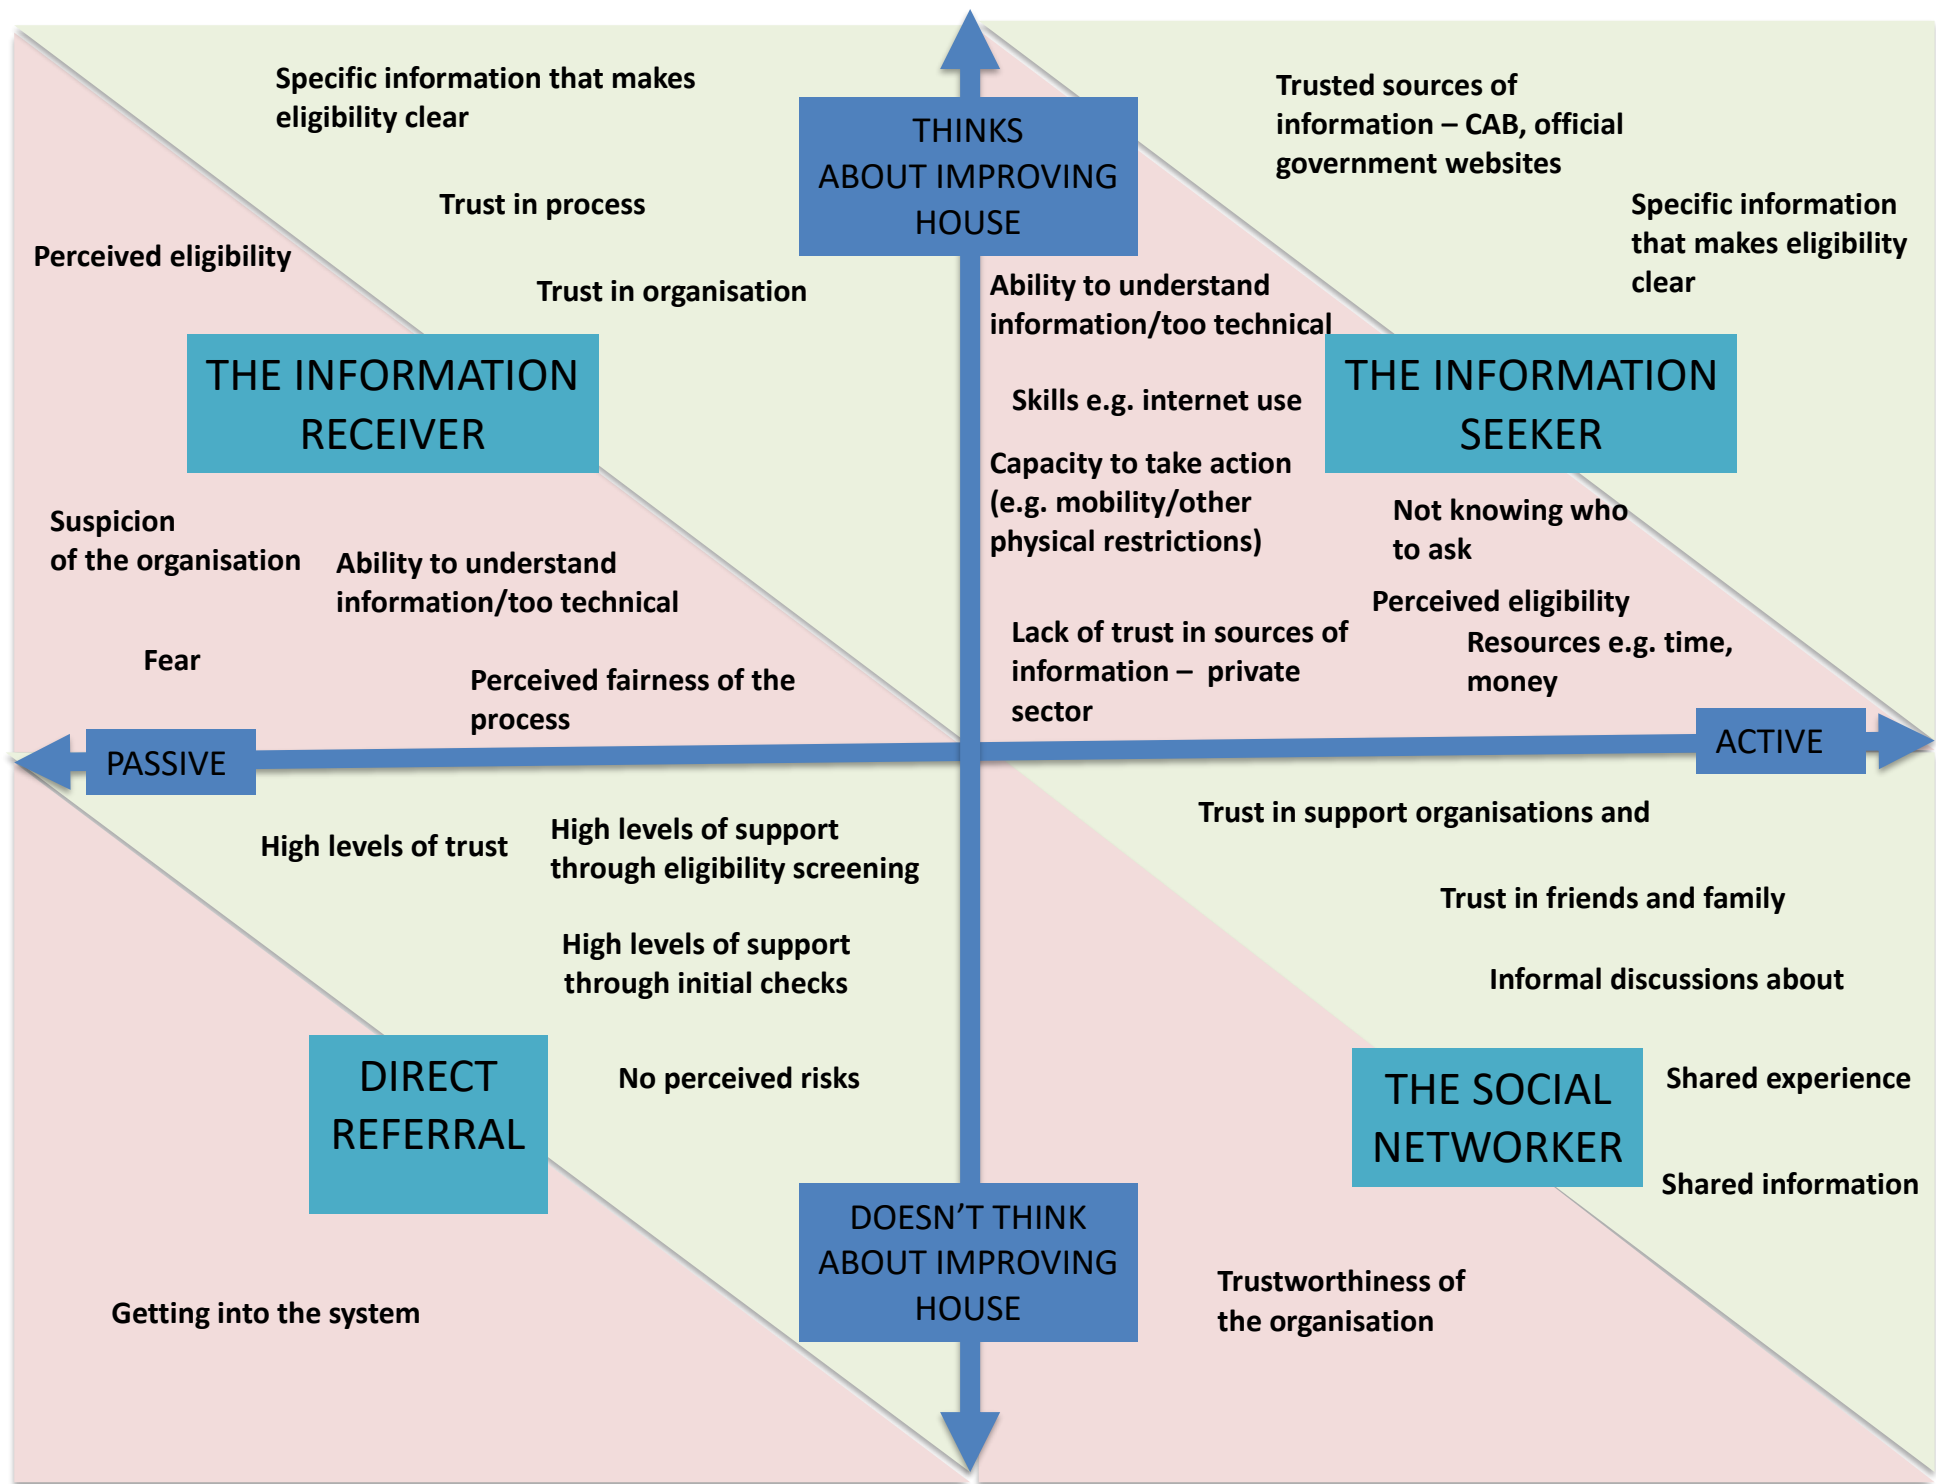 Specific information that makes
eligibility clear
Trust in process
Perceived eligibility
Trust in organisation
THE INFORMATION
RECEIVER
Suspicion
of the organisation
Ability to understand
information/too technical
Fear
Perceived fairness of the
process
THINKS
ABOUT IMPROVING
HOUSE
Trusted sources of
information – CAB, official
government websites
Specific information
that makes eligibility
clear
Ability to understand
information/too technical
Skills e.g. internet use
THE INFORMATION
SEEKER
Capacity to take action
(e.g. mobility/other
physical restrictions)
Not knowing who
to ask
Perceived eligibility
Lack of trust in sources of
information – private
sector
Resources e.g. time,
money
PASSIVE
ACTIVE
High levels of trust
High levels of support
through eligibility screening
High levels of support
through initial checks
No perceived risks
DIRECT
REFERRAL
Getting into the system
DOESN’T THINK
ABOUT IMPROVING
HOUSE
Trust in support organisations and
Trust in friends and family
Informal discussions about
Shared experience
THE SOCIAL
NETWORKER
Shared information
Trustworthiness of
the organisation